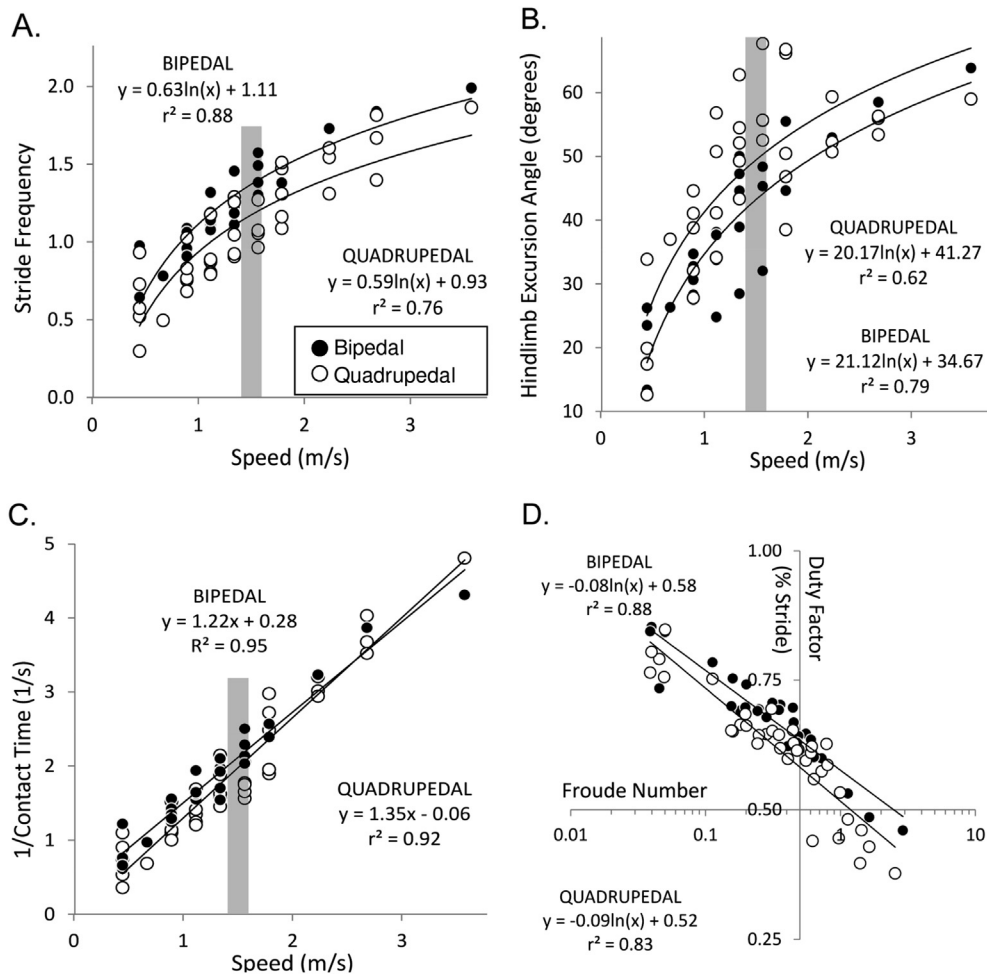 A.
BIPEDAL
y = 0.63ln(x) + 1.11
r² = 0.88
QUADRUPEDAL
y = 0.59ln(x) + 0.93
r² = 0.76
Bipedal
Quadrupedal
Stride Frequency
2.0
1.5
1.0
0.5
0.0
0 1 2 3
Speed (m/s)
B.
Hindlimb Excursion Angle (degrees)
60
50
40
30
20
10
QUADRUPEDAL
y = 20.17ln(x) + 41.27
r² = 0.62
BIPEDAL
y = 21.12ln(x) + 34.67
r² = 0.79
0 1 2 3
Speed (m/s)
C.
1/Contact Time (1/s)
5
4
3
2
1
0
BIPEDAL
y = 1.22x + 0.28
R² = 0.95
QUADRUPEDAL
y = 1.35x - 0.06
r² = 0.92
0 1 2 3
Speed (m/s)
D.
BIPEDAL
y = -0.08ln(x) + 0.58
r² = 0.88
1.00
Duty Factor
(% Stride)
0.75
Froude Number
0.50
0.01 0.1 1 10
QUADRUPEDAL
y = -0.09ln(x) + 0.52
r² = 0.83
0.25